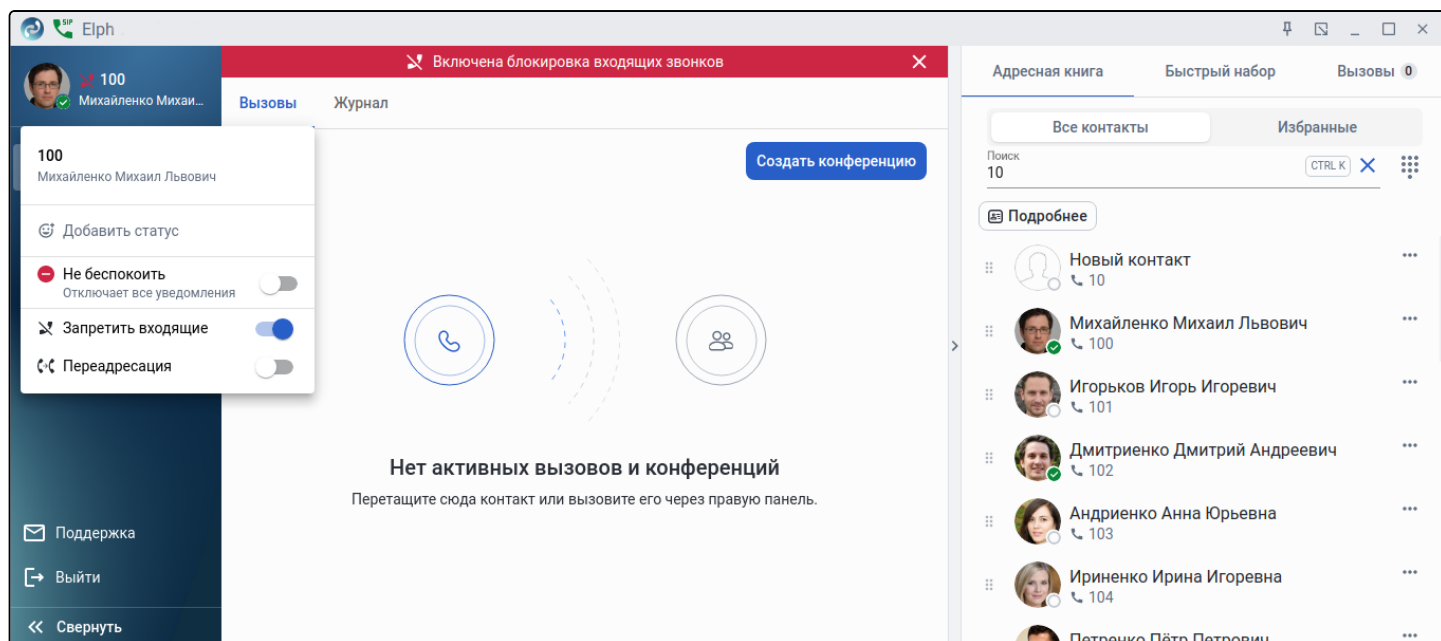 SIP
Elph
100
Михайленко Михаи...
Включена блокировка входящих звонков
Вызовы
Журнал
100
Михайленко Михаил Львович
Добавить статус
Не беспокоить
Отключает все уведомления
Запретить входящие
Переадресация
Поддержка
Выйти
Свернуть
Создать конференцию
Нет активных вызовов и конференций
Перетащите сюда контакт или вызовите его через правую панель.
Адресная книга
Быстрый набор
Вызовы 0
Все контакты
Избранные
Поиск
10
CTRL K
Подробнее
Новый контакт
10
Михайленко Михаил Львович
100
Игорьков Игорь Игоревич
101
Дмитриенко Дмитрий Андреевич
102
Андриенко Анна Юрьевна
103
Ириненко Ирина Игоревна
104
Петренко Пётр Петрович